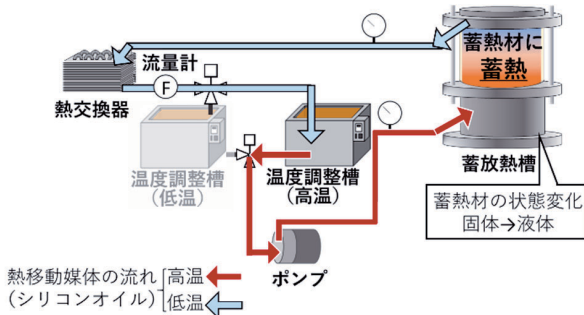 蓄熱材に
蓄熱
流量計
F
熱交換器
温度調整槽
(低温)
温度調整槽
(高温)
蓄放熱槽
蓄熱材の状態変化
固体→液体
ポンプ
熱移動媒体の流れ
(シリコンオイル)
高温
低温